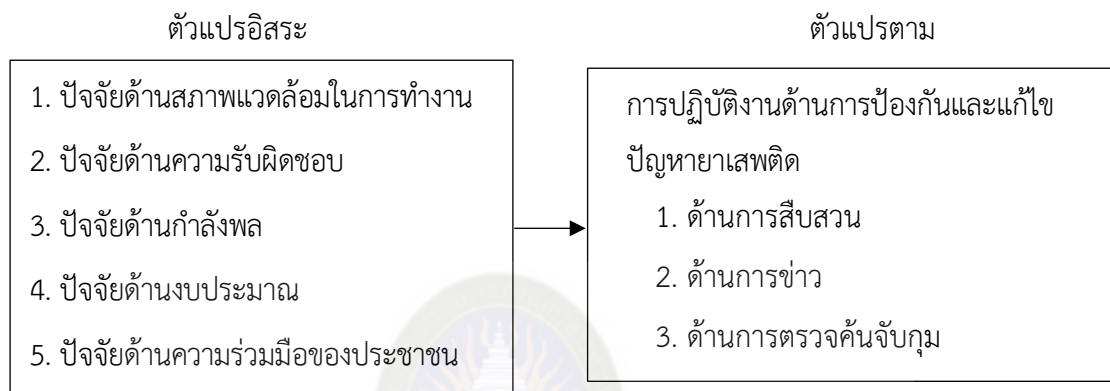 ตัวแปรอิสระ
ตัวแปรตาม
1. ปัจจัยด้านสภาพแวดล้อมในการทำงาน
2. ปัจจัยด้านความรับผิดชอบ
3. ปัจจัยด้านกำลังพล
4. ปัจจัยด้านงบประมาณ
5. ปัจจัยด้านความร่วมมือของประชาชน
การปฏิบัติงานด้านการป้องกันและแก้ไข
ปัญหายาเสพติด
1. ด้านการสืบสวน
2. ด้านการข่าว
3. ด้านการตรวจค้นจับกุม